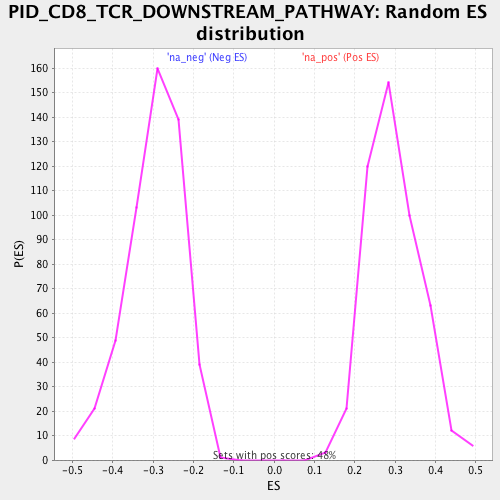 PID_CD8_TCR_DOWNSTREAM_PATHWAY: Random ES
distribution
'na_neg' (Neg ES)
'na_pos' (Pos ES)
160
150
140
130
120
110
100
90
80
70
60
50
40
30
20
10
0
P(ES)
Sets with pos scores: 48%
-0.5 -0.4 -0.3 -0.2 -0.1 0.0 0.1 0.2 0.3 0.4 0.5
ES